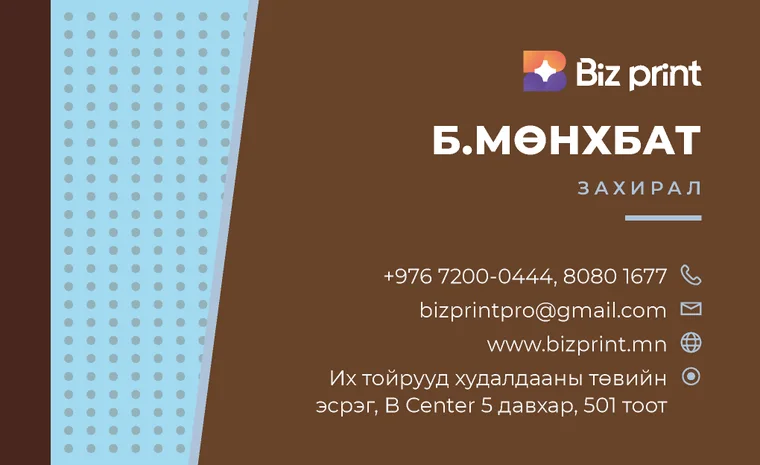 Biz print
Б.МӨНХБАТ
ЗАХИРАЛ
+976 7200-0444, 8080 1677
bizprintpro@gmail.com
www.bizprint.mn
Их тойрууд худалдааны төвийн
эсрэг, B Center 5 давхар, 501 тоот